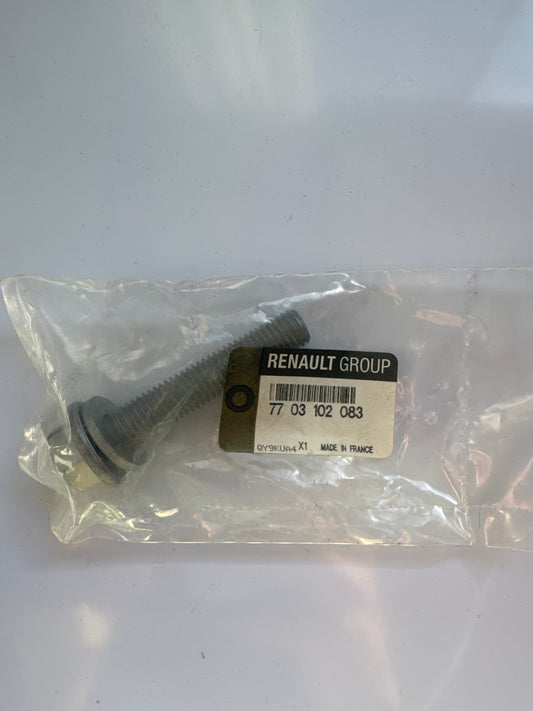 RENAULT GROUP
77 03 102 083
QY9KUA4 X1 MADE IN FRANCE